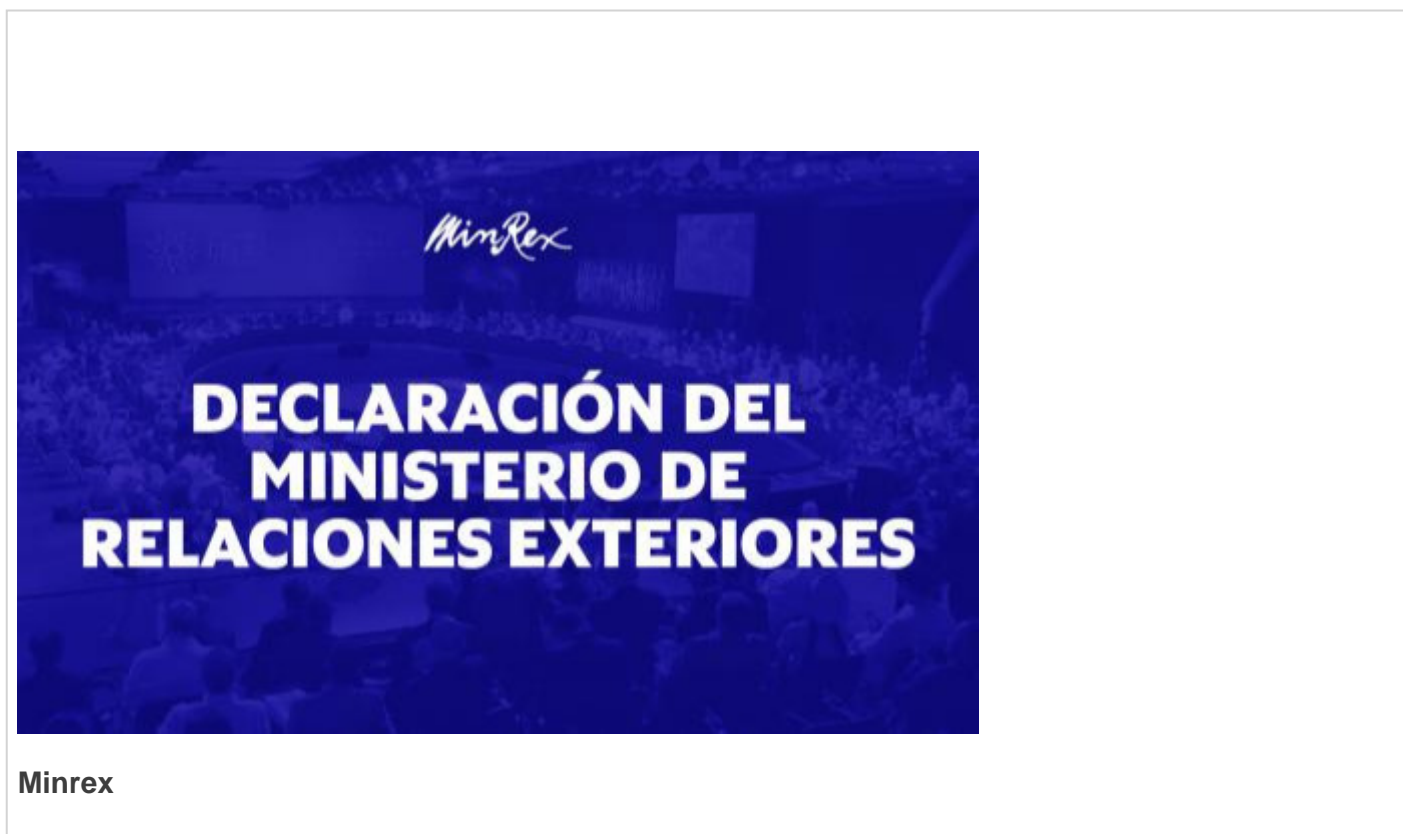 MinRex
DECLARACIÓN DEL
MINISTERIO DE
RELACIONES EXTERIORES
Minrex